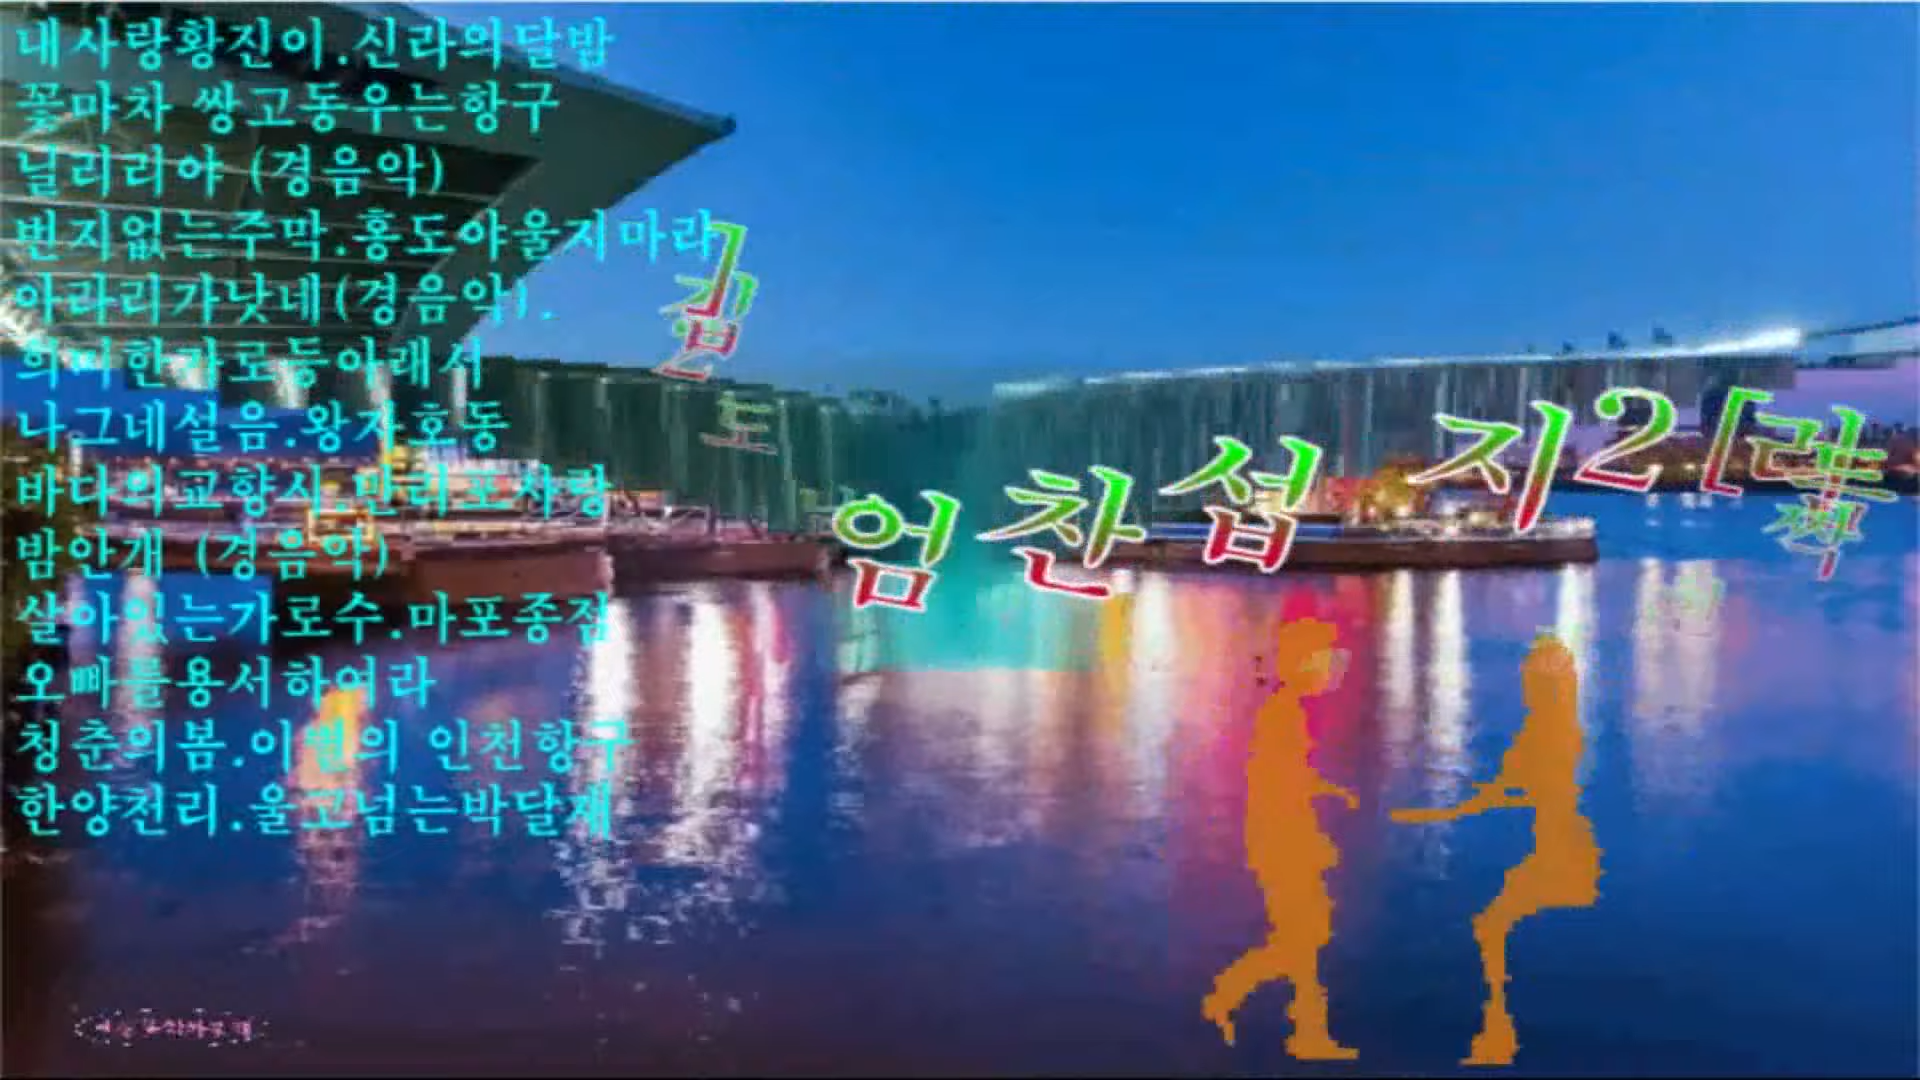 내사랑황진이.신라의달밤
꽃마차 쌍고동우는항구
닐리리야 (경음악)
번지없는주막.홍도야울지마라
아라리가낫네(경음악).
희미한가로등아래서
나그네설음.왕자호동
바다의교향시.만리포사랑
밤안개 (경음악)
살아있는가로수.마포종점
오빠를용서하여라
청춘의봄.이별의 인천항구
한양천리.울고넘는박달재
엄찬섭 지2[